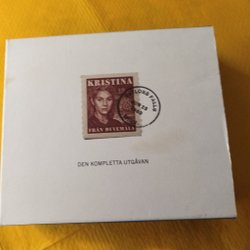 KRISTINA
FRÅN DUVEMÅLA
DEN KOMPLETTA UTGÅVAN